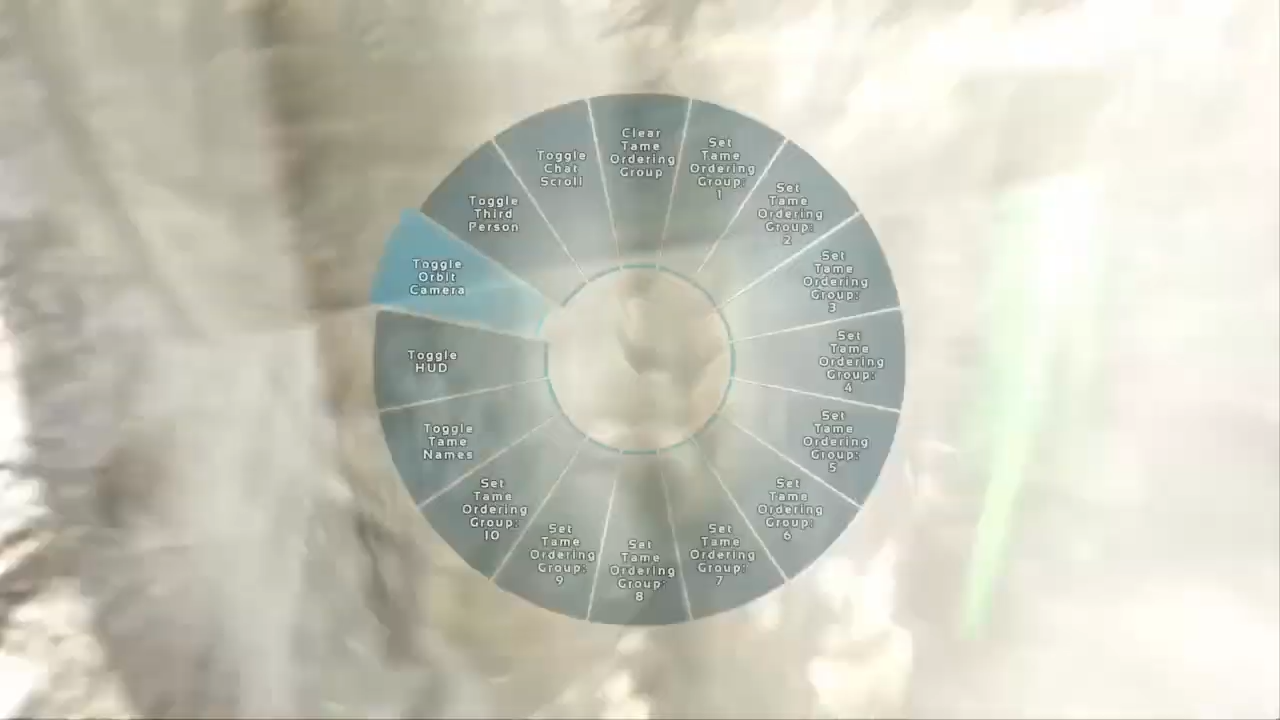 Clear
Tame
Ordering
Group
Set
Tame
Ordering
Group:
1
Set
Tame
Ordering
Group:
2
Set
Tame
Ordering
Group:
3
Set
Tame
Ordering
Group:
4
Set
Tame
Ordering
Group:
5
Set
Tame
Ordering
Group:
6
Set
Tame
Ordering
Group:
7
Set
Tame
Ordering
Group:
8
Set
Tame
Ordering
Group:
9
Set
Tame
Ordering
Group:
10
Toggle
Tame
Names
Toggle
HUD
Toggle
Orbit
Camera
Toggle
Third
Person
Toggle
Chat
Scroll